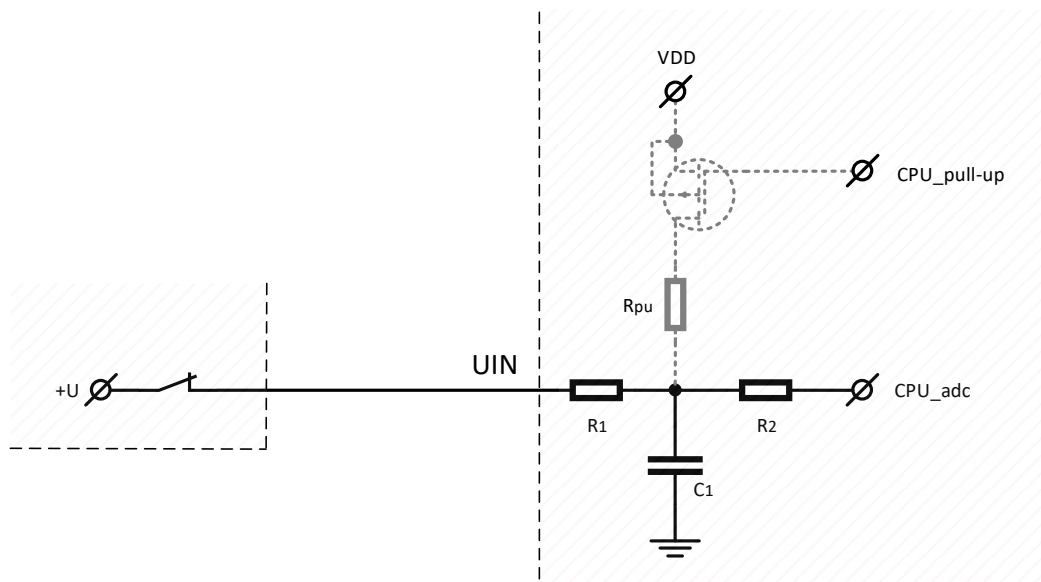 VDD
CPU_pull-up
Rpu
UIN
+U
CPU_adc
R1
R2
C1